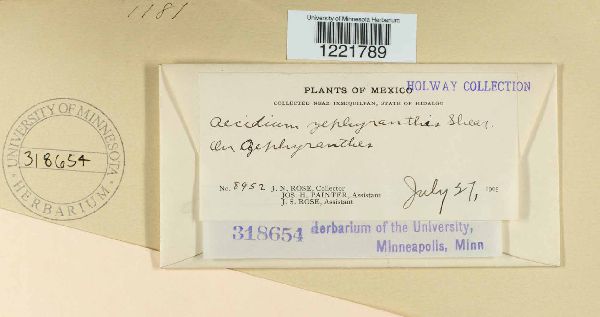 1181
University of Minnesota Herbarium
1221789
PLANTS OF MEXICO
HOLWAY COLLECTION
COLLECTED NEAR IXMIQUILPAN, STATE OF HIDALGO
Aecidium zephyranthis Shear.
On Zephyranthes
No. 8952 J. N. ROSE, Collector
JOS. H. PAINTER, Assistant
J. S. ROSE, Assistant
July 27, 1905
UNIVERSITY OF MINNESOTA
318654
HERBARIUM
318654 Herbarium of the University,
Minneapolis, Minn